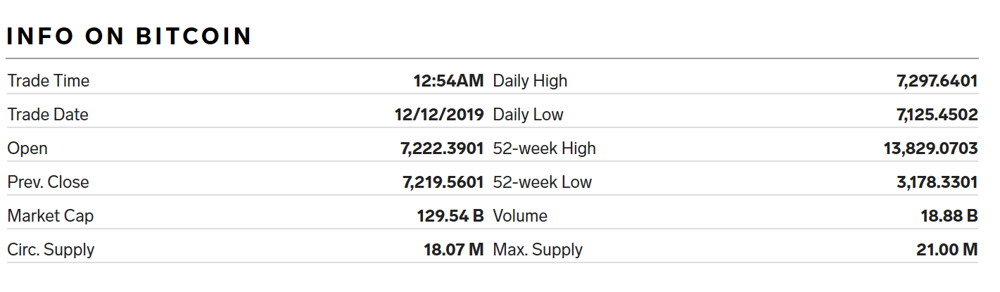 INFO ON BITCOIN
Trade Time 12:54AM Daily High 7,297.6401
Trade Date 12/12/2019 Daily Low 7,125.4502
Open 7,222.3901 52-week High 13,829.0703
Prev. Close 7,219.5601 52-week Low 3,178.3301
Market Cap 129.54 B Volume 18.88 B
Circ. Supply 18.07 M Max. Supply 21.00 M